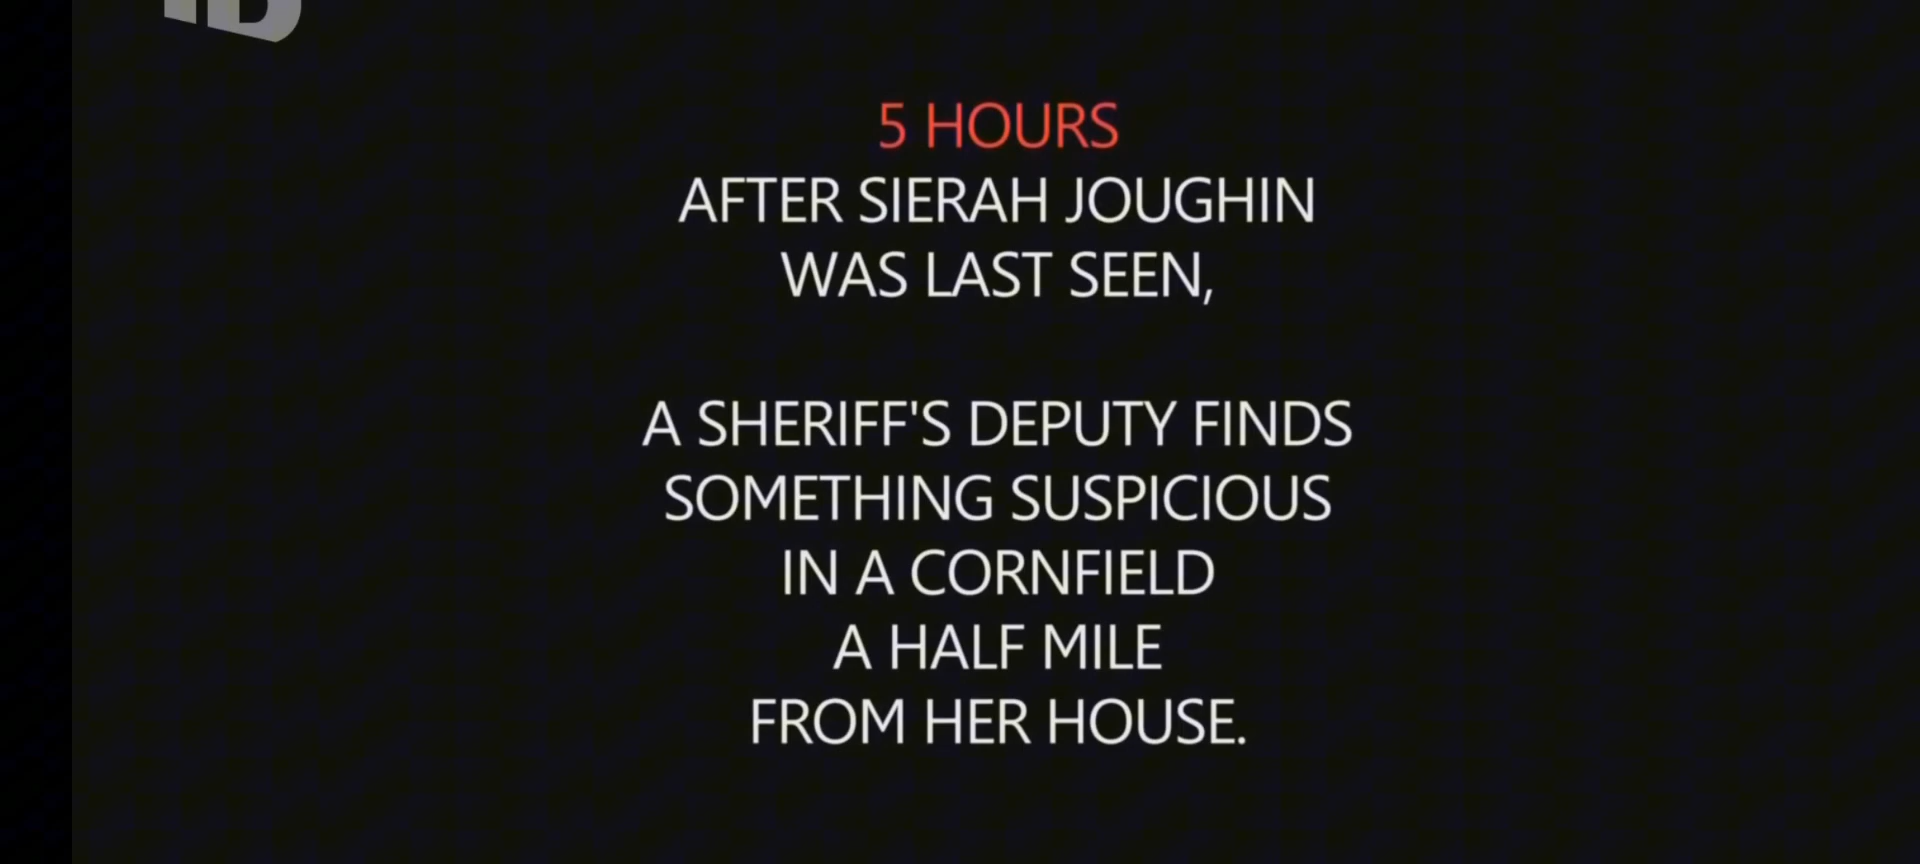 ID
5 HOURS
AFTER SIERAH JOUGHIN
WAS LAST SEEN,
A SHERIFF'S DEPUTY FINDS
SOMETHING SUSPICIOUS
IN A CORNFIELD
A HALF MILE
FROM HER HOUSE.